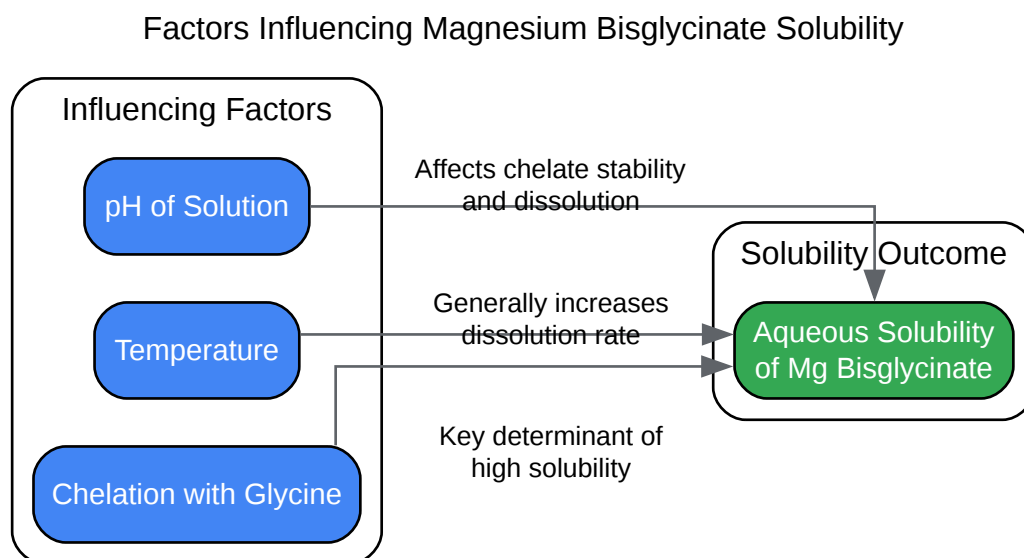 Factors Influencing Magnesium Bisglycinate Solubility
Influencing Factors
pH of Solution
Affects chelate stability
and dissolution
Solubility Outcome
Temperature
Generally increases
dissolution rate
Aqueous Solubility
of Mg Bisglycinate
Chelation with Glycine
Key determinant of
high solubility